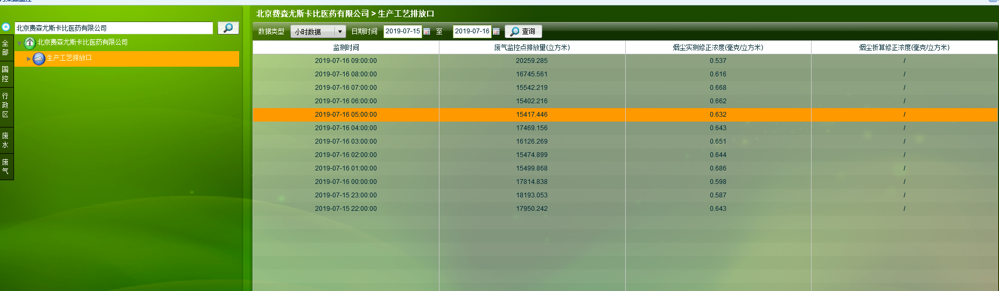 北京费森尤斯卡比医药有限公司 > 生产工艺排放口
北京费森尤斯卡比医药有限公司
数据类型 小时数据 日期时间 2019-07-15 至 2019-07-16 查询
全部
国控
行政区
废水
废气
北京费森尤斯卡比医药有限公司
生产工艺排放口
监测时间 废气监控点排放量(立方米) 烟尘实测修正浓度(毫克/立方米) 烟尘折算修正浓度(毫克/立方米)
2019-07-16 09:00:00 20259.285 0.537 /
2019-07-16 08:00:00 16745.561 0.616 /
2019-07-16 07:00:00 15542.219 0.668 /
2019-07-16 06:00:00 15402.216 0.662 /
2019-07-16 05:00:00 15417.446 0.632 /
2019-07-16 04:00:00 17469.156 0.643 /
2019-07-16 03:00:00 16126.269 0.651 /
2019-07-16 02:00:00 15474.899 0.644 /
2019-07-16 01:00:00 15499.868 0.686 /
2019-07-16 00:00:00 17814.838 0.598 /
2019-07-15 23:00:00 18193.053 0.587 /
2019-07-15 22:00:00 17950.242 0.643 /